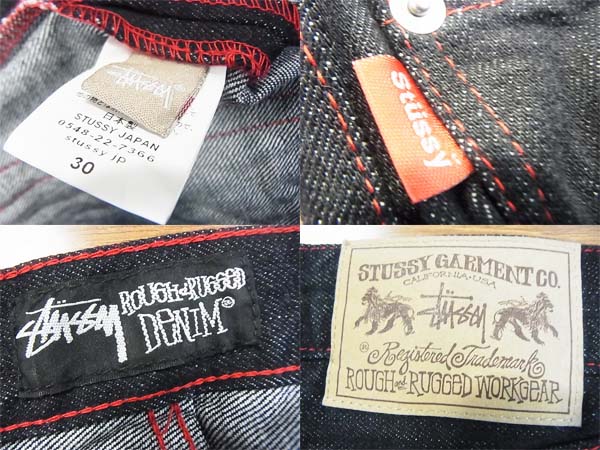 日本製
STUSSY JAPAN
0548-22-7366
stussy jp
30
Stüssy
Stüssy
ROUGH and RUGGED
DENIM ®
STUSSY GARMENT CO.
CALIFORNIA · USA
Stüssy
® Registered Trademark
ROUGH and RUGGED WORKGEAR